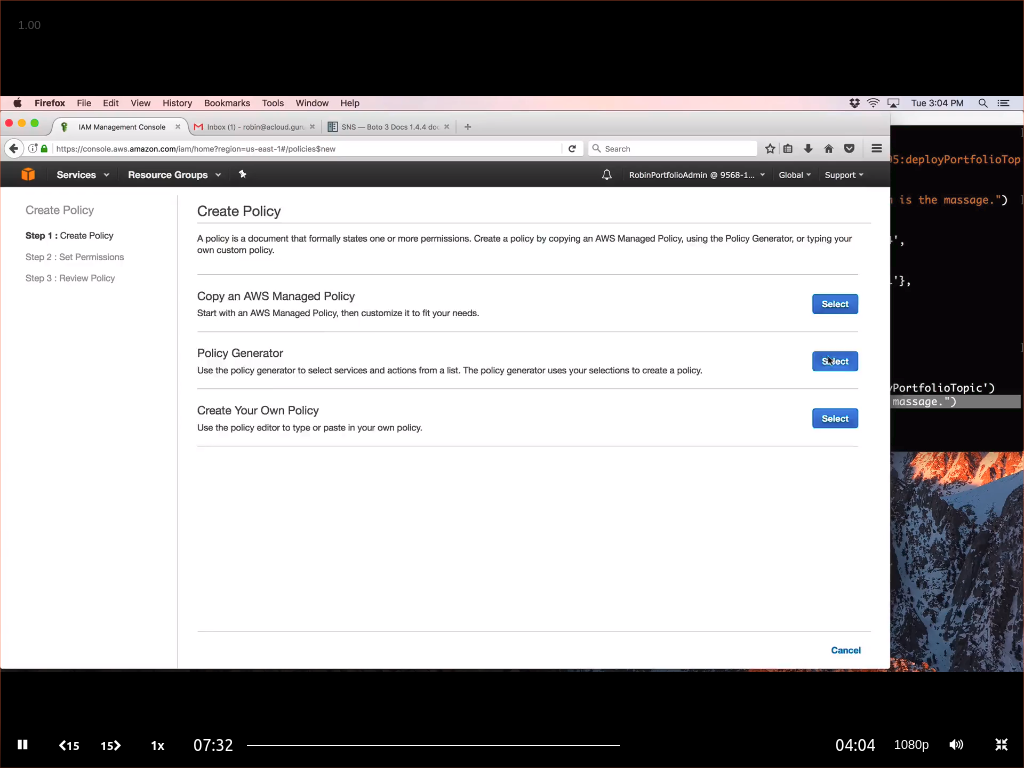 1.00
Firefox File Edit View History Bookmarks Tools Window Help
Tue 3:04 PM
IAM Management Console
Inbox (1) - robin@acloud.gur
SNS — Boto 3 Docs 1.4.4 do
https://console.aws.amazon.com/iam/home?region=us-east-1#/policies$new
Search
Services
Resource Groups
RobinPortfolioAdmin @ 9568-1...
Global
Support
Create Policy
Step 1 : Create Policy
Step 2 : Set Permissions
Step 3 : Review Policy
Create Policy
A policy is a document that formally states one or more permissions. Create a policy by copying an AWS Managed Policy, using the Policy Generator, or typing your
own custom policy.
Copy an AWS Managed Policy
Start with an AWS Managed Policy, then customize it to fit your needs.
Select
Policy Generator
Use the policy generator to select services and actions from a list. The policy generator uses your selections to create a policy.
Select
Create Your Own Policy
Use the policy editor to type or paste in your own policy.
Select
Cancel
5:deployPortfolioTop
is the massage.")
',
'},
PortfolioTopic')
massage.")
15
15
1x
07:32
04:04
1080p